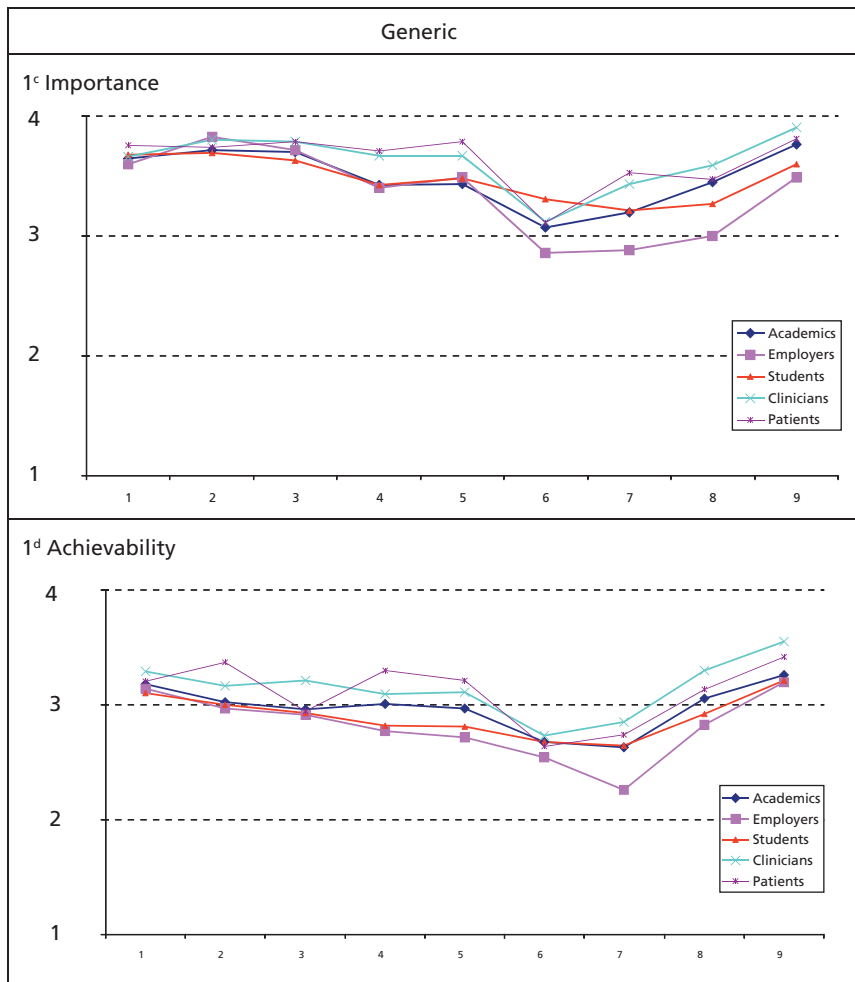 Generic
1ᶜ Importance
4
3
2
1
Academics
Employers
Students
Clinicians
Patients
1 2 3 4 5 6 7 8 9
1ᵈ Achievability
4
3
2
1
Academics
Employers
Students
Clinicians
Patients
1 2 3 4 5 6 7 8 9